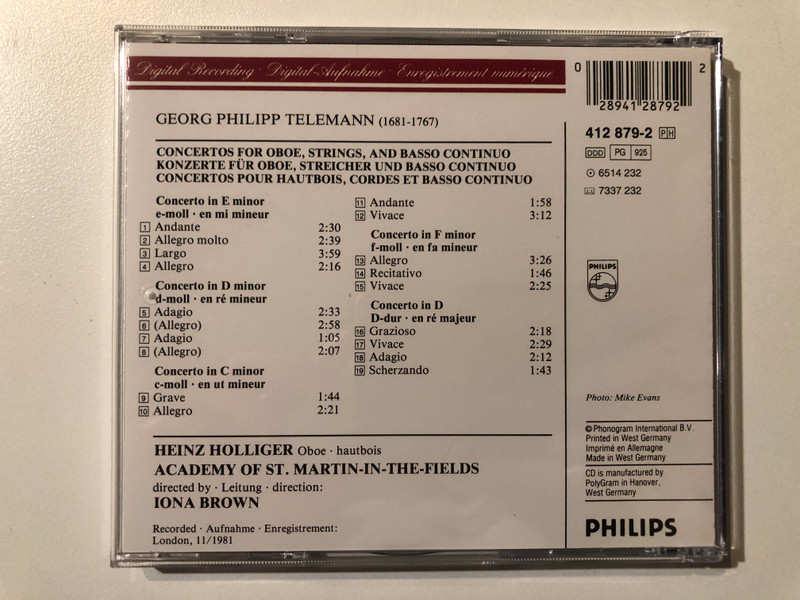 Digital Recording · Digital-Aufnahme · Enregistrement numérique
GEORG PHILIPP TELEMANN (1681-1767)
CONCERTOS FOR OBOE, STRINGS, AND BASSO CONTINUO
KONZERTE FÜR OBOE, STREICHER UND BASSO CONTINUO
CONCERTOS POUR HAUTBOIS, CORDES ET BASSO CONTINUO
Concerto in E minor
e-moll · en mi mineur
1 Andante 2:30
2 Allegro molto 2:39
3 Largo 3:59
4 Allegro 2:16
Concerto in D minor
d-moll · en ré mineur
5 Adagio 2:33
6 (Allegro) 2:58
7 Adagio 1:05
8 (Allegro) 2:07
Concerto in C minor
c-moll · en ut mineur
9 Grave 1:44
10 Allegro 2:21
11 Andante 1:58
12 Vivace 3:12
Concerto in F minor
f-moll · en fa mineur
13 Allegro 3:26
14 Recitativo 1:46
15 Vivace 2:25
Concerto in D
D-dur · en ré majeur
16 Grazioso 2:18
17 Vivace 2:29
18 Adagio 2:12
19 Scherzando 1:43
HEINZ HOLLIGER Oboe · hautbois
ACADEMY OF ST. MARTIN-IN-THE-FIELDS
directed by · Leitung · direction:
IONA BROWN
Recorded · Aufnahme · Enregistrement:
London, 11/1981
0 28941 28792 2
412 879-2 PH
DDD PG 925
6514 232
7337 232
PHILIPS
Photo: Mike Evans
© Phonogram International B.V.
Printed in West Germany
Imprimé en Allemagne
Made in West Germany
CD is manufactured by
PolyGram in Hanover,
West Germany
PHILIPS